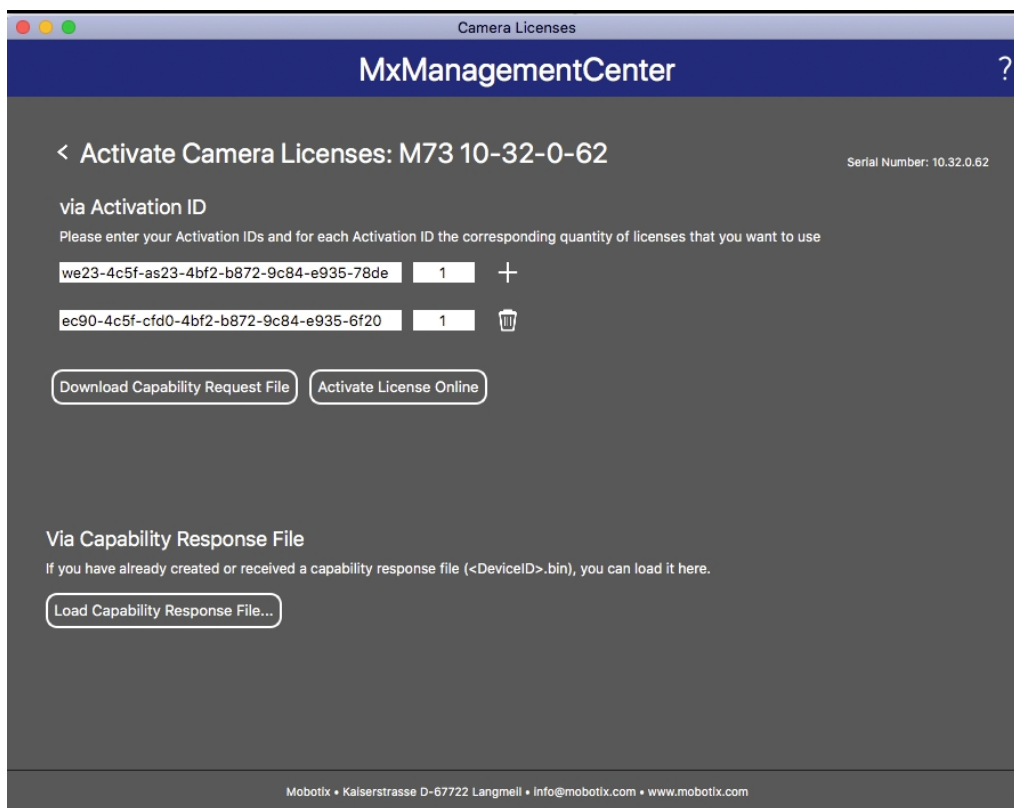 Camera Licenses
MxManagementCenter
?
< Activate Camera Licenses: M73 10-32-0-62
Serial Number: 10.32.0.62
via Activation ID
Please enter your Activation IDs and for each Activation ID the corresponding quantity of licenses that you want to use
we23-4c5f-as23-4bf2-b872-9c84-e935-78de 1 +
ec90-4c5f-cfd0-4bf2-b872-9c84-e935-6f20 1
Download Capability Request File Activate License Online
Via Capability Response File
If you have already created or received a capability response file (<DeviceID>.bin), you can load it here.
Load Capability Response File...
Mobotix • Kaiserstrasse D-67722 Langmeil • info@mobotix.com • www.mobotix.com